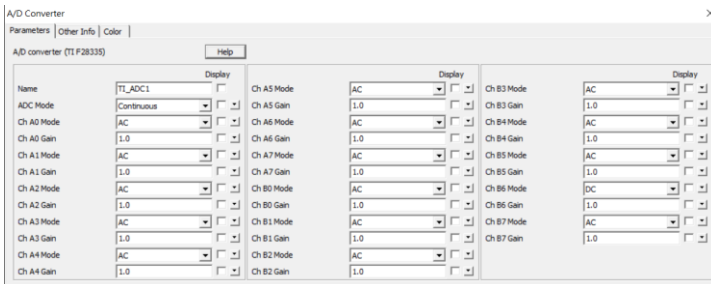 A/D Converter
Parameters Other Info Color
A/D converter (TI F28335) Help
Display
Name TI_ADC1
ADC Mode Continuous
Ch A0 Mode AC
Ch A0 Gain 1.0
Ch A1 Mode AC
Ch A1 Gain 1.0
Ch A2 Mode AC
Ch A2 Gain 1.0
Ch A3 Mode AC
Ch A3 Gain 1.0
Ch A4 Mode AC
Ch A4 Gain 1.0
Display
Ch A5 Mode AC
Ch A5 Gain 1.0
Ch A6 Mode AC
Ch A6 Gain 1.0
Ch A7 Mode AC
Ch A7 Gain 1.0
Ch B0 Mode AC
Ch B0 Gain 1.0
Ch B1 Mode AC
Ch B1 Gain 1.0
Ch B2 Mode AC
Ch B2 Gain 1.0
Display
Ch B3 Mode AC
Ch B3 Gain 1.0
Ch B4 Mode AC
Ch B4 Gain 1.0
Ch B5 Mode AC
Ch B5 Gain 1.0
Ch B6 Mode DC
Ch B6 Gain 1.0
Ch B7 Mode AC
Ch B7 Gain 1.0